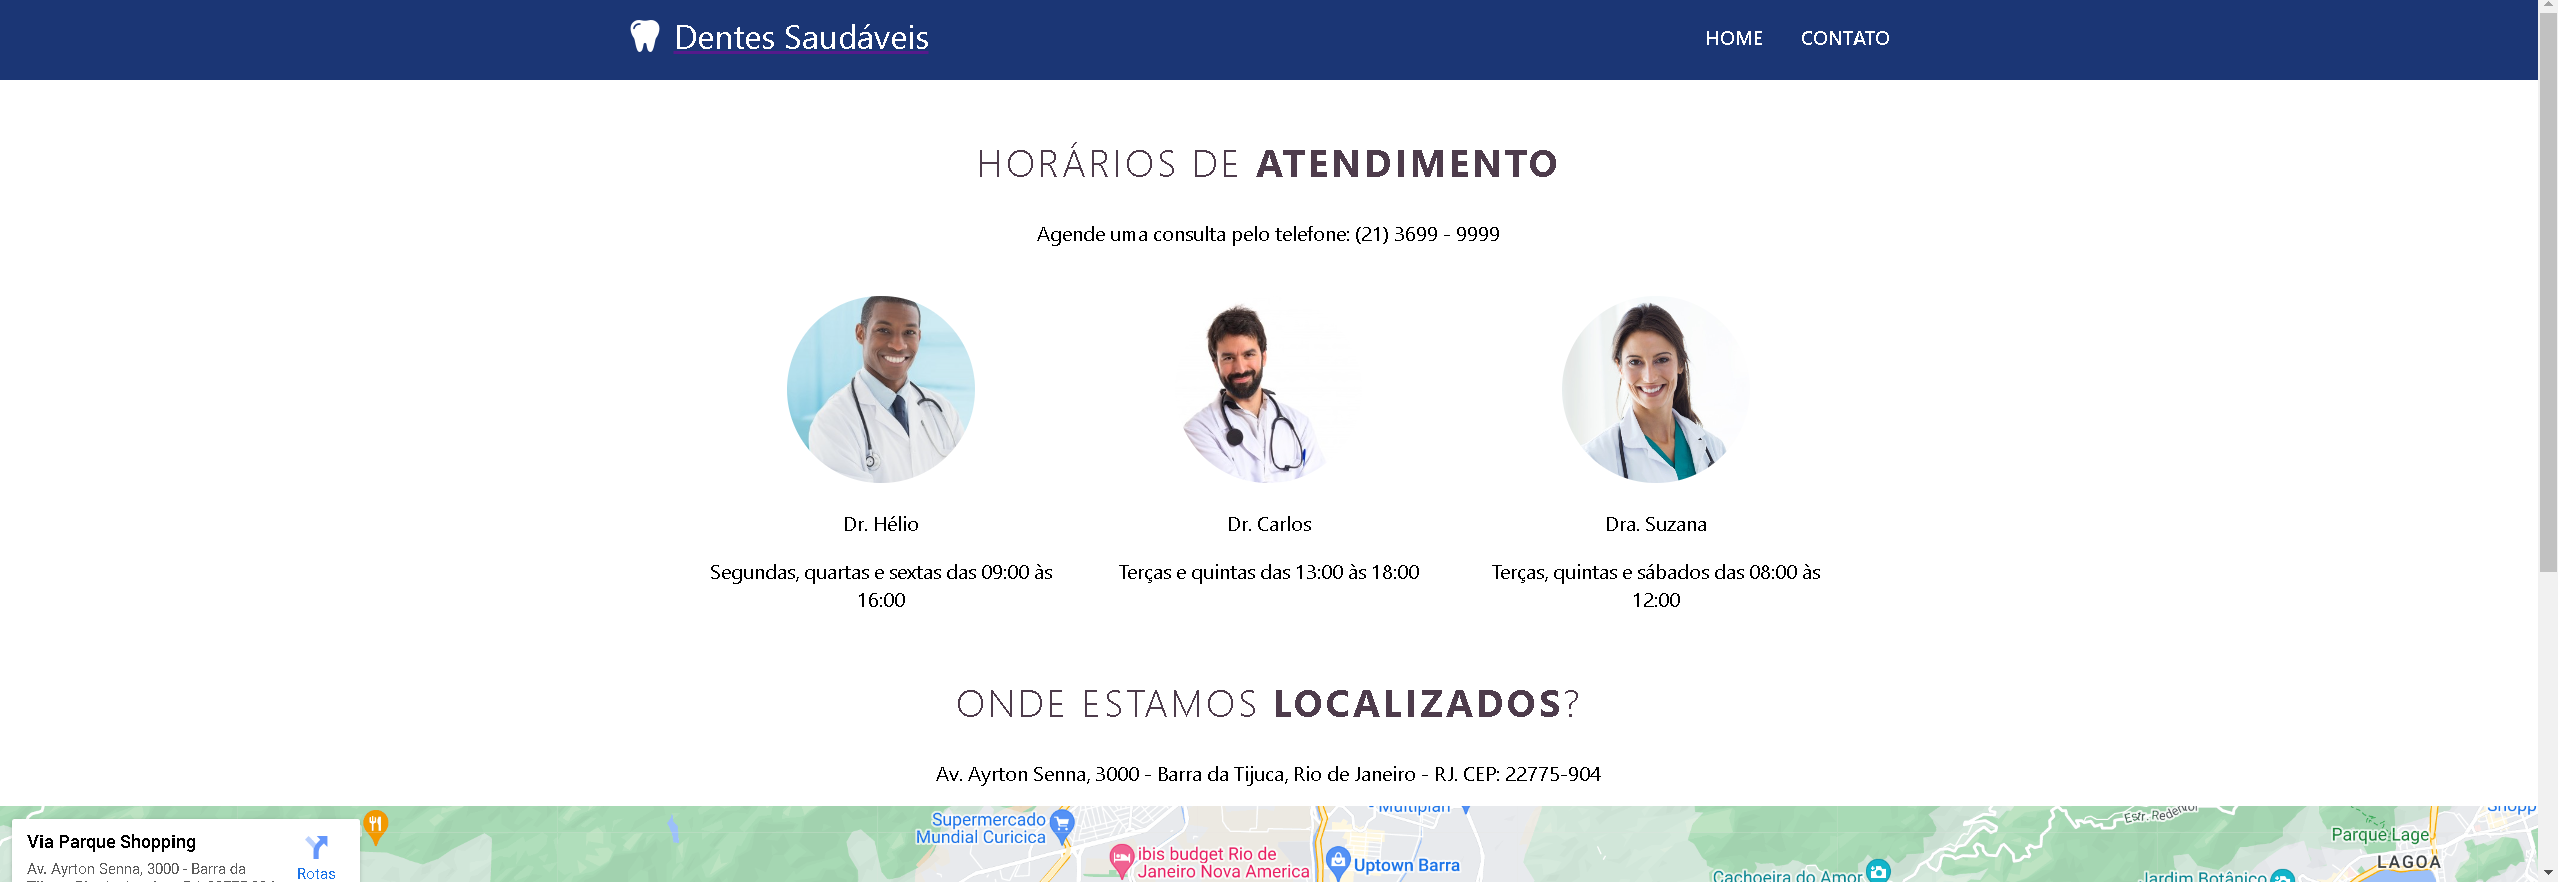 Dentes Saudáveis
HOME
CONTATO
HORÁRIOS DE ATENDIMENTO
Agende uma consulta pelo telefone: (21) 3699 - 9999
Dr. Hélio
Segundas, quartas e sextas das 09:00 às
16:00
Dr. Carlos
Terças e quintas das 13:00 às 18:00
Dra. Suzana
Terças, quintas e sábados das 08:00 às
12:00
ONDE ESTAMOS LOCALIZADOS?
Av. Ayrton Senna, 3000 - Barra da Tijuca, Rio de Janeiro - RJ. CEP: 22775-904
Via Parque Shopping
Av. Ayrton Senna, 3000 - Barra da
Rotas
Supermercado
Mundial Curicica
- Multiplan
ibis budget Rio de
Janeiro Nova America
Uptown Barra
Cachoeira do Amor
Estr. Redentor
Parque Lage
LAGOA
Jardim Botânico
Shopp